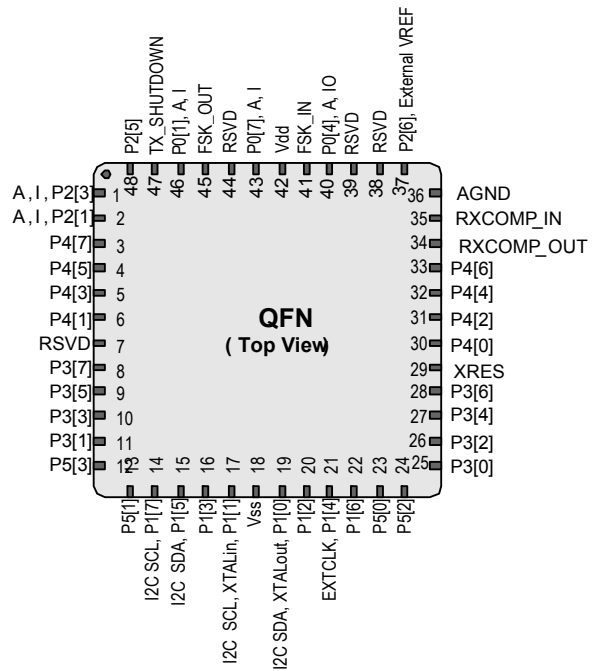 P2[5]
TX_SHUTDOWN
P0[1], A, I
FSK_OUT
RSVD
P0[7], A, I
Vdd
FSK_IN
P0[4], A, IO
RSVD
RSVD
P2[6], External VREF
48
47
46
45
44
43
42
41
40
39
38
37
A, I, P2[3] 1
A, I, P2[1] 2
P4[7] 3
P4[5] 4
P4[3] 5
P4[1] 6
RSVD 7
P3[7] 8
P3[5] 9
P3[3] 10
P3[1] 11
P5[3] 12
QFN
( Top View)
36 AGND
35 RXCOMP_IN
34 RXCOMP_OUT
33 P4[6]
32 P4[4]
31 P4[2]
30 P4[0]
29 XRES
28 P3[6]
27 P3[4]
26 P3[2]
25 P3[0]
13
14
15
16
17
18
19
20
21
22
23
24
P5[1]
I2C SCL, P1[7]
I2C SDA, P1[5]
P1[3]
I2C SCL, XTALin, P1[1]
Vss
I2C SDA, XTALout, P1[0]
P1[2]
EXTCLK, P1[4]
P1[6]
P5[0]
P5[2]